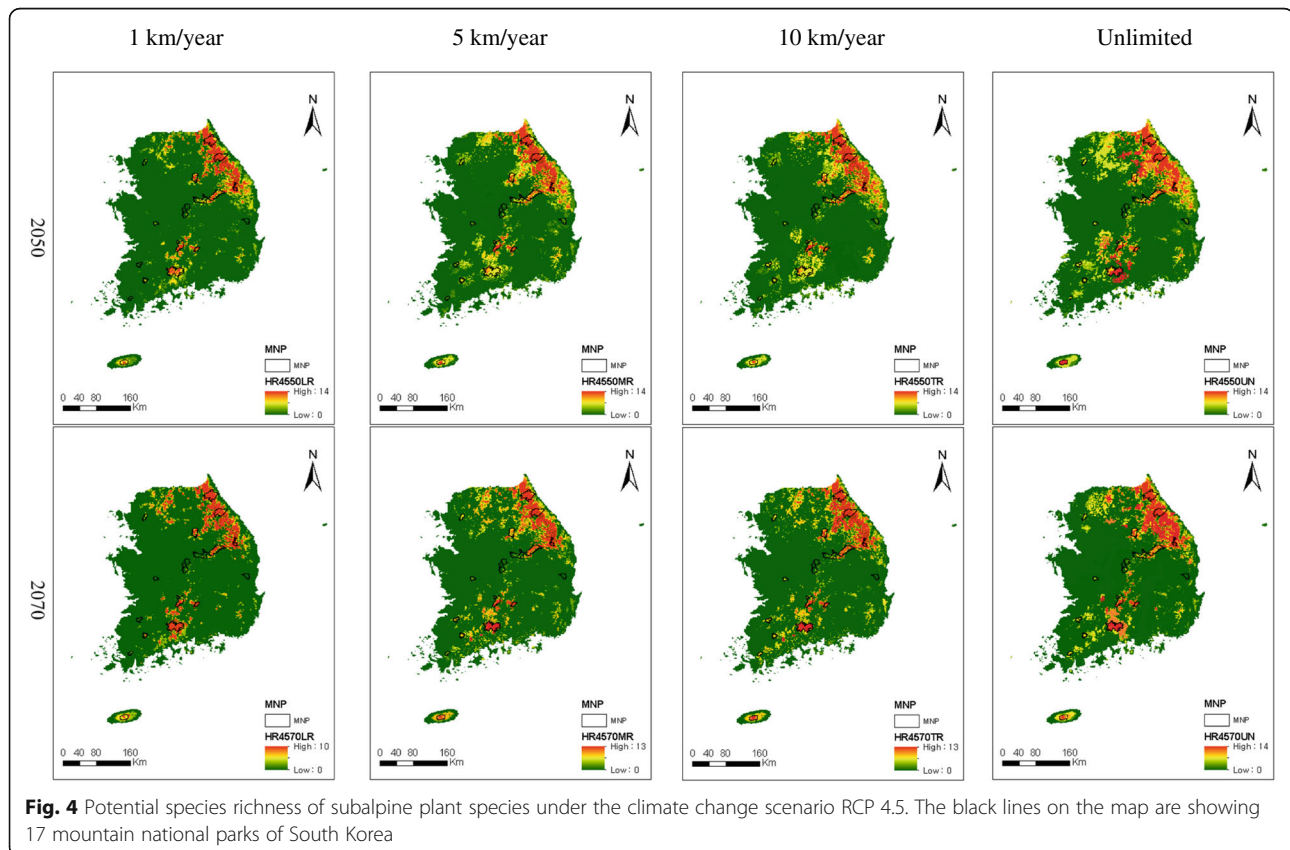 1 km/year
5 km/year
10 km/year
Unlimited
2050
N
MNP
MNP
HR4550LR
High : 14
Low : 0
0 40 80 160
Km
N
MNP
MNP
HR4550MR
High : 14
Low : 0
0 40 80 160
Km
N
MNP
MNP
HR4550TR
High : 14
Low : 0
0 40 80 160
Km
N
MNP
MNP
HR4550UN
High : 14
Low : 0
0 40 80 160
Km
2070
N
MNP
MNP
HR4570LR
High : 10
Low : 0
0 40 80 160
Km
N
MNP
MNP
HR4570MR
High : 13
Low : 0
0 40 80 160
Km
N
MNP
MNP
HR4570TR
High : 13
Low : 0
0 40 80 160
Km
N
MNP
MNP
HR4570UN
High : 14
Low : 0
0 40 80 160
Km
Fig. 4 Potential species richness of subalpine plant species under the climate change scenario RCP 4.5. The black lines on the map are showing
17 mountain national parks of South Korea